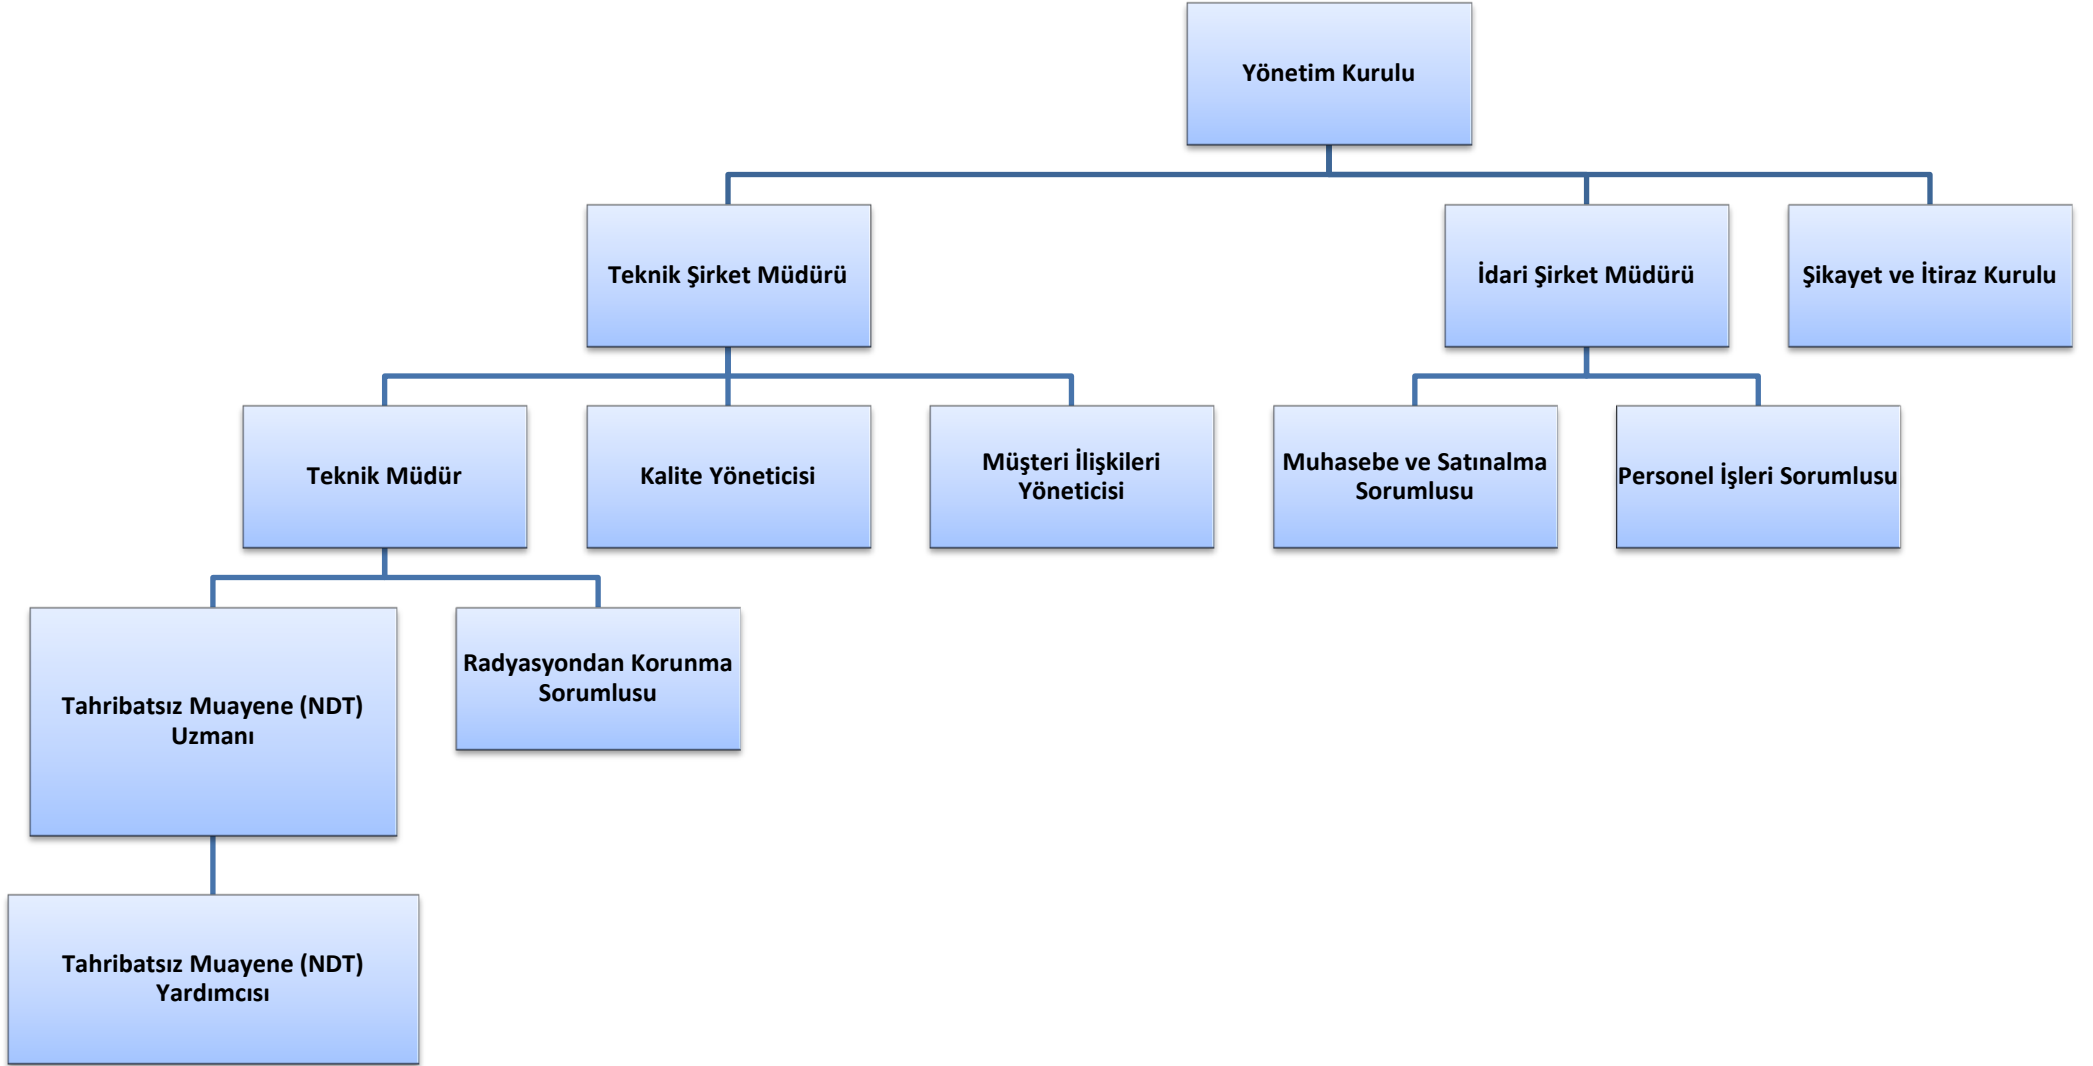 Yönetim Kurulu
Teknik Şirket Müdürü
İdari Şirket Müdürü
Şikayet ve İtiraz Kurulu
Teknik Müdür
Kalite Yöneticisi
Müşteri İlişkileri
Yöneticisi
Muhasebe ve Satınalma
Sorumlusu
Personel İşleri Sorumlusu
Tahribatsız Muayene (NDT)
Uzmanı
Radyasyondan Korunma
Sorumlusu
Tahribatsız Muayene (NDT)
Yardımcısı